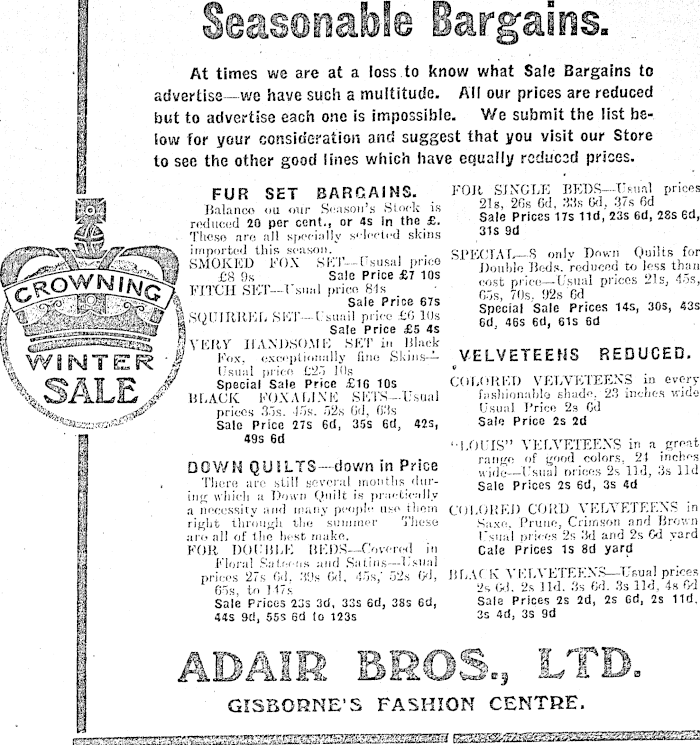 Seasonable Bargains.
At times we are at a loss to know what Sale Bargains to
advertise—we have such a multitude. All our prices are reduced
but to advertise each one is impossible. We submit the list be-
low for your consideration and suggest that you visit our Store
to see the other good lines which have equally reduced prices.
CROWNING
WINTER
SALE
FUR SET BARGAINS.
Balance ou our Season's Stock is
reduced 20 per cent., or 4s in the £.
These are all specially selected skins
imported this season.
SMOKED FOX SET—Ususal price
£8 9s Sale Price £7 10s
FITCH SET—Usual price 84s
Sale Price 67s
SQUIRREL SET—Usuail price £6 10s
Sale Price £5 4s
VERY HANDSOME SET in Black
Fox, exceptionally fine Skins—
Usual price £25 10s
Special Sale Price £16 10s
BLACK FOXALINE SETS—Usual
prices 35s. 45s. 52s 6d, 63s
Sale Price 27s 6d, 35s 6d, 42s,
49s 6d
DOWN QUILTS—down in Price
There are still several months dur-
ing which a Down Quilt is practically
a necessity and many people use them
right through the summer These
are all of the best make.
FOR DOUBLE BEDS—Covered in
Floral Sateens and Satins—Usual
prices 27s 6d, 39s 6d, 45s, 52s 6d,
65s, to 147s
Sale Prices 23s 3d, 33s 6d, 38s 6d,
44s 9d, 55s 6d to 123s
FOR SINGLE BEDS—Usual prices
21s, 26s 6d, 33s 6d, 37s 6d
Sale Prices 17s 11d, 23s 6d, 28s 6d,
31s 9d
SPECIAL—8 only Down Quilts for
Double Beds, reduced to less than
cost price—Usual prices 21s, 45s,
65s, 70s, 92s 6d
Special Sale Prices 14s, 30s, 43s
6d, 46s 6d, 61s 6d
VELVETEENS REDUCED.
COLORED VELVETEENS in every
fashionable shade, 23 inches wide
Usual Price 2s 6d
Sale Price 2s 2d
"LOUIS" VELVETEENS in a great
range of good colors, 24 inches
wide—Usual prices 2s 11d, 3s 11d
Sale Prices 2s 6d, 3s 4d
COLORED CORD VELVETEENS in
Saxe, Prune, Crimson and Brown
Usual prices 2s 3d and 2s 6d yard
Cale Prices 1s 8d yard
BLACK VELVETEENS—Usual prices
2s 6d, 2s 11d, 3s 6d, 3s 11d, 4s 6d
Sale Prices 2s 2d, 2s 6d, 2s 11d,
3s 4d, 3s 9d
ADAIR BROS., LTD.
GISBORNE'S FASHION CENTRE.